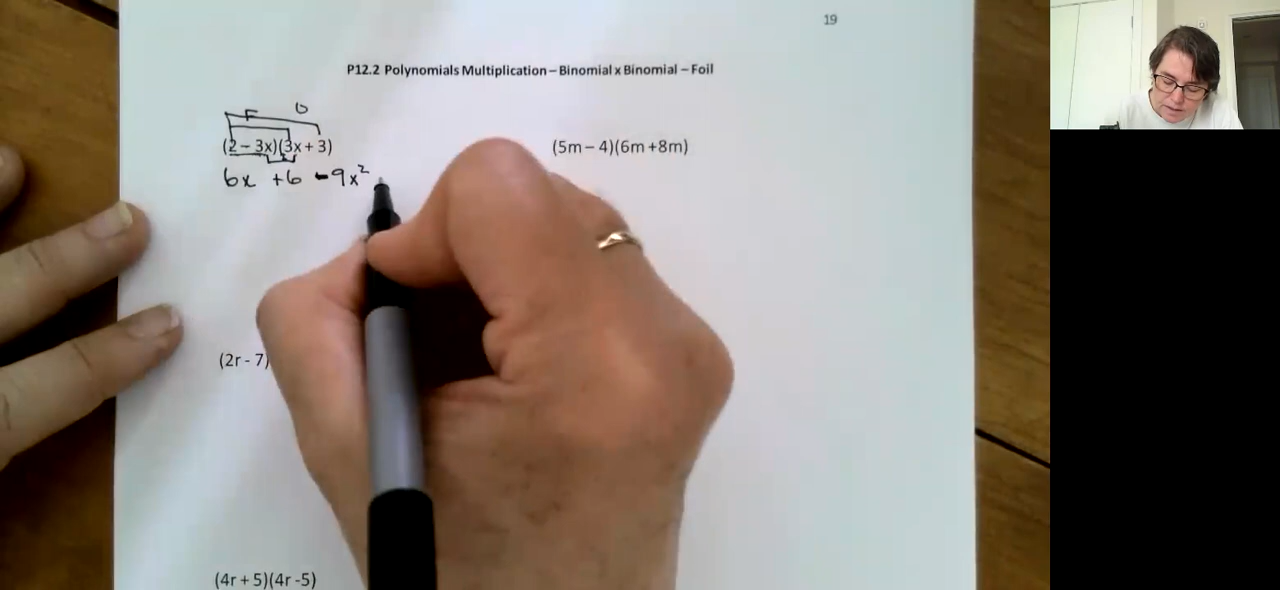 19
P12.2 Polynomials Multiplication – Binomial x Binomial – Foil
F O
(2 – 3x)(3x + 3)
(5m – 4)(6m +8m)
6x +6 -9x²
(2r - 7)
(4r + 5)(4r -5)